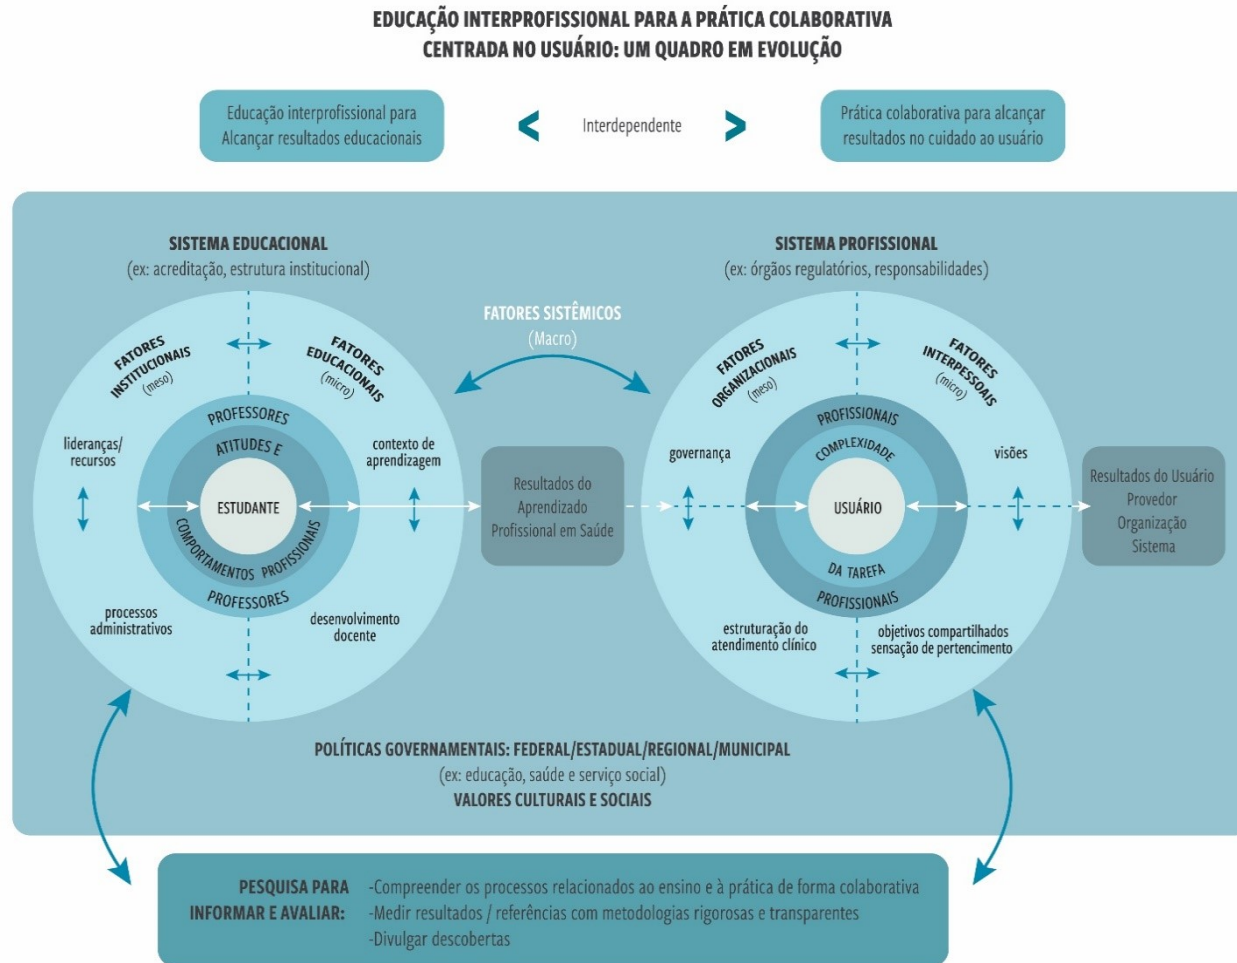 EDUCAÇÃO INTERPROFISSIONAL PARA A PRÁTICA COLABORATIVA
CENTRADA NO USUÁRIO: UM QUADRO EM EVOLUÇÃO
Educação interprofissional para
Alcançar resultados educacionais
Interdependente
Prática colaborativa para alcançar
resultados no cuidado ao usuário
SISTEMA EDUCACIONAL
(ex: acreditação, estrutura institucional)
FATORES
INSTITUCIONAIS
(meso)
FATORES
EDUCACIONAIS
(micro)
PROFESSORES
ATITUDES E
lideranças/
recursos
contexto de
aprendizagem
ESTUDANTE
COMPORTAMENTOS PROFISSIONAIS
PROFESSORES
processos
administrativos
desenvolvimento
docente
FATORES SISTÊMICOS
(Macro)
Resultados do
Aprendizado
Profissional em Saúde
SISTEMA PROFISSIONAL
(ex: órgãos regulatórios, responsabilidades)
FATORES
ORGANIZACIONAIS
(meso)
FATORES
INTERPESSOAIS
(micro)
PROFISSIONAIS
COMPLEXIDADE
governança
visões
USUÁRIO
DA TAREFA
PROFISSIONAIS
estruturação do
atendimento clínico
objetivos compartilhados
sensação de pertencimento
Resultados do Usuário
Provedor
Organização
Sistema
POLÍTICAS GOVERNAMENTAIS: FEDERAL/ESTADUAL/REGIONAL/MUNICIPAL
(ex: educação, saúde e serviço social)
VALORES CULTURAIS E SOCIAIS
PESQUISA PARA
INFORMAR E AVALIAR:
-Compreender os processos relacionados ao ensino e à prática de forma colaborativa
-Medir resultados / referências com metodologias rigorosas e transparentes
-Divulgar descobertas